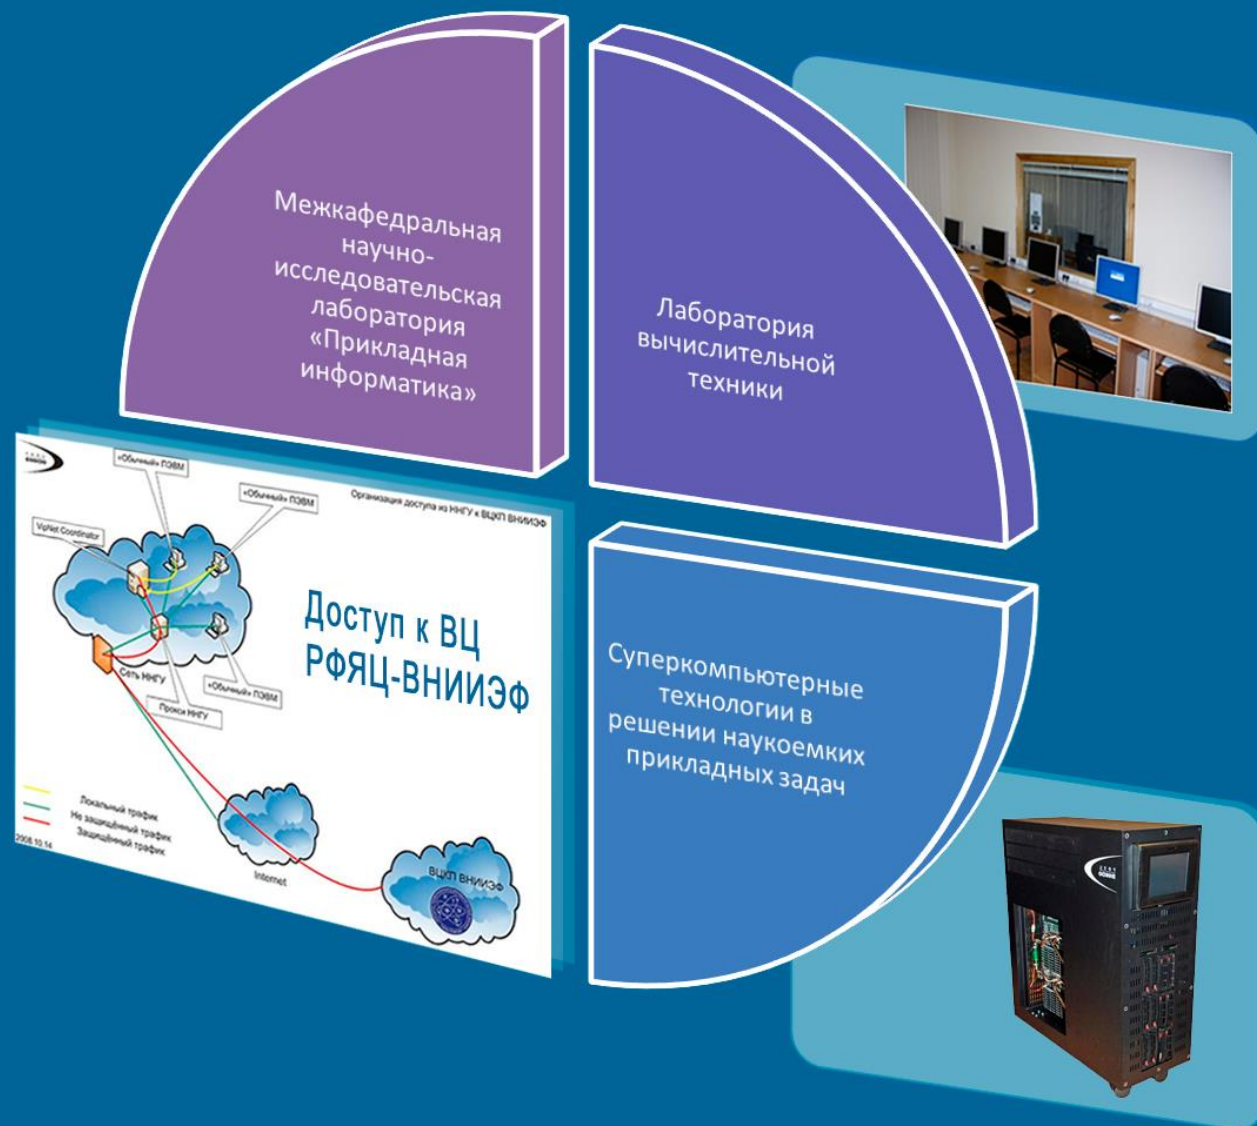 Межкафедральная
научно-
исследовательская
лаборатория
«Прикладная
информатика»
Лаборатория
вычислительной
техники
Суперкомпьютерные
технологии в
решении наукоемких
прикладных задач
«Обычный» ПЭВМ
«Обычный» ПЭВМ
Организация доступа из ННГУ к ВЦКП ВНИИЭФ
VipNet Coordinator
Доступ к ВЦ
РФЯЦ-ВНИИЭФ
Сеть ННГУ
«Обычный» ПЭВМ
Прокси ННГУ
Локальный трафик
Не защищённый трафик
Защищённый трафик
2008.10.14
Internet
ВЦКП ВНИИЭФ